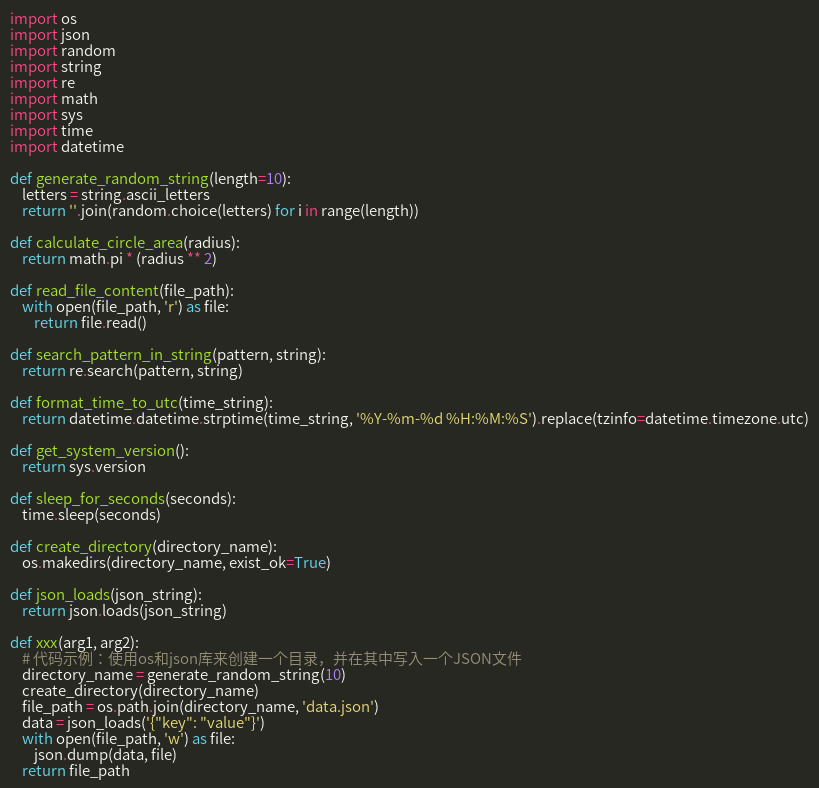 import os
import json
import random
import string
import re
import math
import sys
import time
import datetime

def generate_random_string(length=10):
    letters = string.ascii_letters
    return ''.join(random.choice(letters) for i in range(length))

def calculate_circle_area(radius):
    return math.pi * (radius ** 2)

def read_file_content(file_path):
    with open(file_path, 'r') as file:
        return file.read()

def search_pattern_in_string(pattern, string):
    return re.search(pattern, string)

def format_time_to_utc(time_string):
    return datetime.datetime.strptime(time_string, '%Y-%m-%d %H:%M:%S').replace(tzinfo=datetime.timezone.utc)

def get_system_version():
    return sys.version

def sleep_for_seconds(seconds):
    time.sleep(seconds)

def create_directory(directory_name):
    os.makedirs(directory_name, exist_ok=True)

def json_loads(json_string):
    return json.loads(json_string)

def xxx(arg1, arg2):
    # 代码示例：使用os和json库来创建一个目录，并在其中写入一个JSON文件
    directory_name = generate_random_string(10)
    create_directory(directory_name)
    file_path = os.path.join(directory_name, 'data.json')
    data = json_loads('{"key": "value"}')
    with open(file_path, 'w') as file:
        json.dump(data, file)
    return file_path